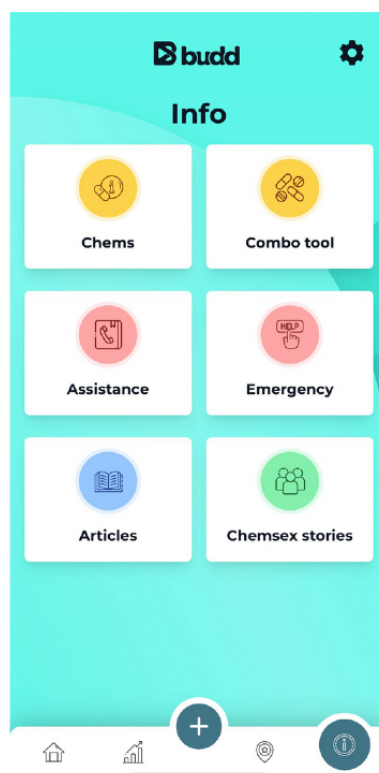 budd
Info
Chems
Combo tool
HELP
Assistance
Emergency
Articles
Chemsex stories